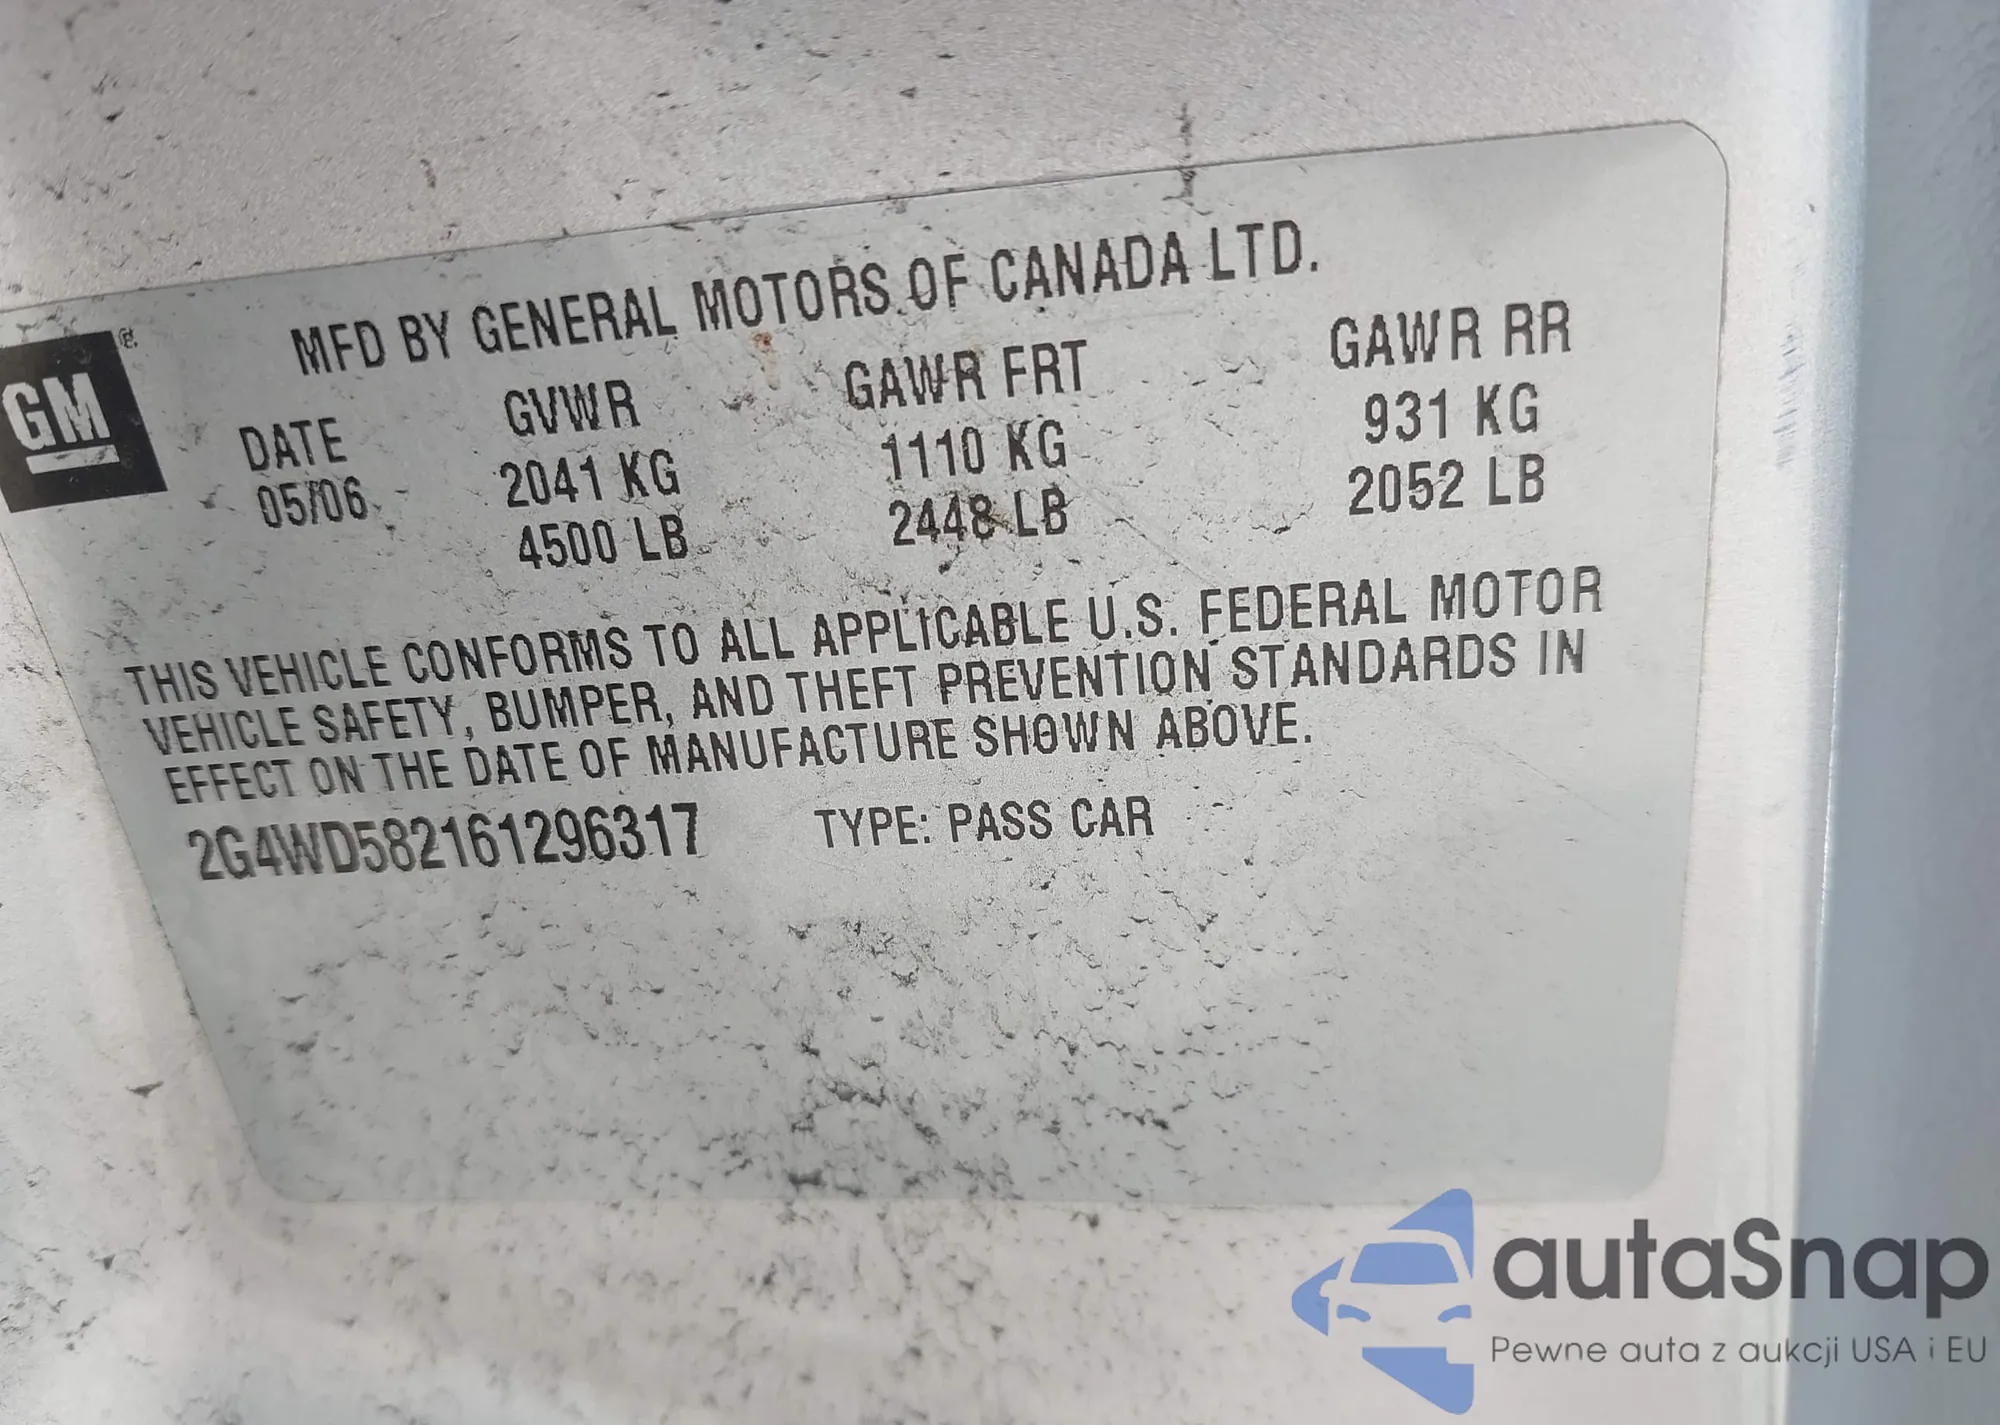 MFD BY GENERAL MOTORS OF CANADA LTD.
GM
DATE GVWR GAWR FRT GAWR RR
05/06 2041 KG 1110 KG 931 KG
4500 LB 2448 LB 2052 LB
THIS VEHICLE CONFORMS TO ALL APPLICABLE U.S. FEDERAL MOTOR
VEHICLE SAFETY, BUMPER, AND THEFT PREVENTION STANDARDS IN
EFFECT ON THE DATE OF MANUFACTURE SHOWN ABOVE.
2G4WD582161296317 TYPE: PASS CAR
autaSnap
Pewne auta z aukcji USA i EU